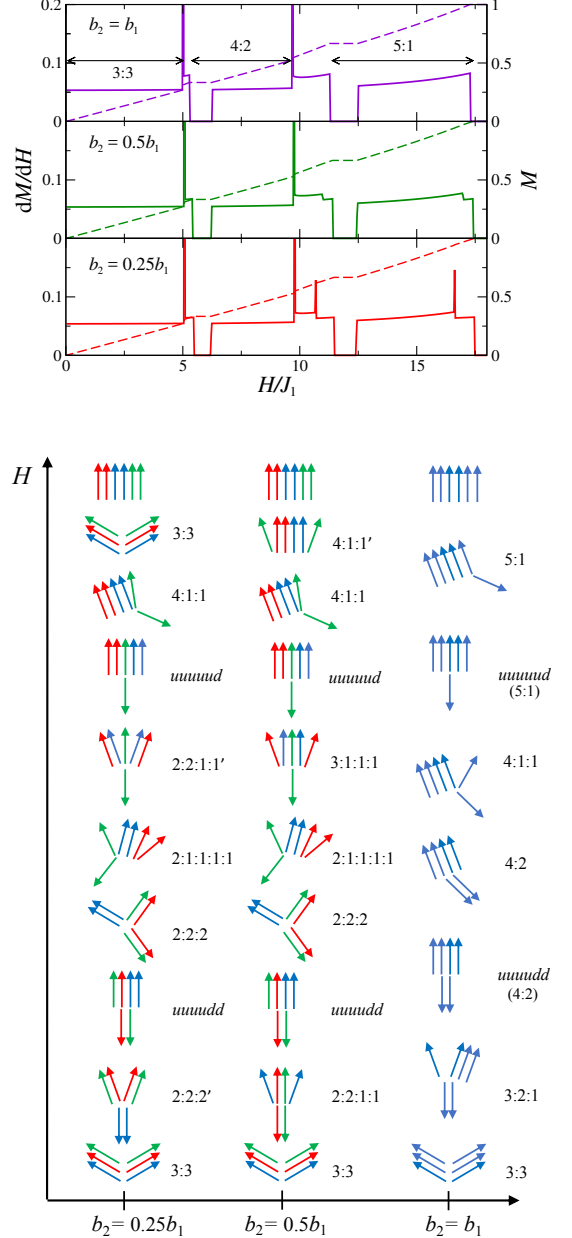 0.2
b₂ = b₁
4:2
5:1
3:3
1
0.1
0.5
0
0
b₂ = 0.5b₁
dM/dH
0.1
0.5
M
0
0
b₂ = 0.25b₁
0.1
0.5
0
0
0 5 10 15
H/J₁
H
3:3
4:1:1′
5:1
4:1:1
4:1:1
uuuuud
uuuuud
uuuuud
(5:1)
2:2:1:1′
3:1:1:1
4:1:1
2:1:1:1:1
2:1:1:1:1
4:2
2:2:2
2:2:2
uuuudd
uuuudd
uuuudd
(4:2)
2:2:2′
2:2:1:1
3:2:1
3:3
3:3
3:3
b₂ = 0.25b₁
b₂ = 0.5b₁
b₂ = b₁